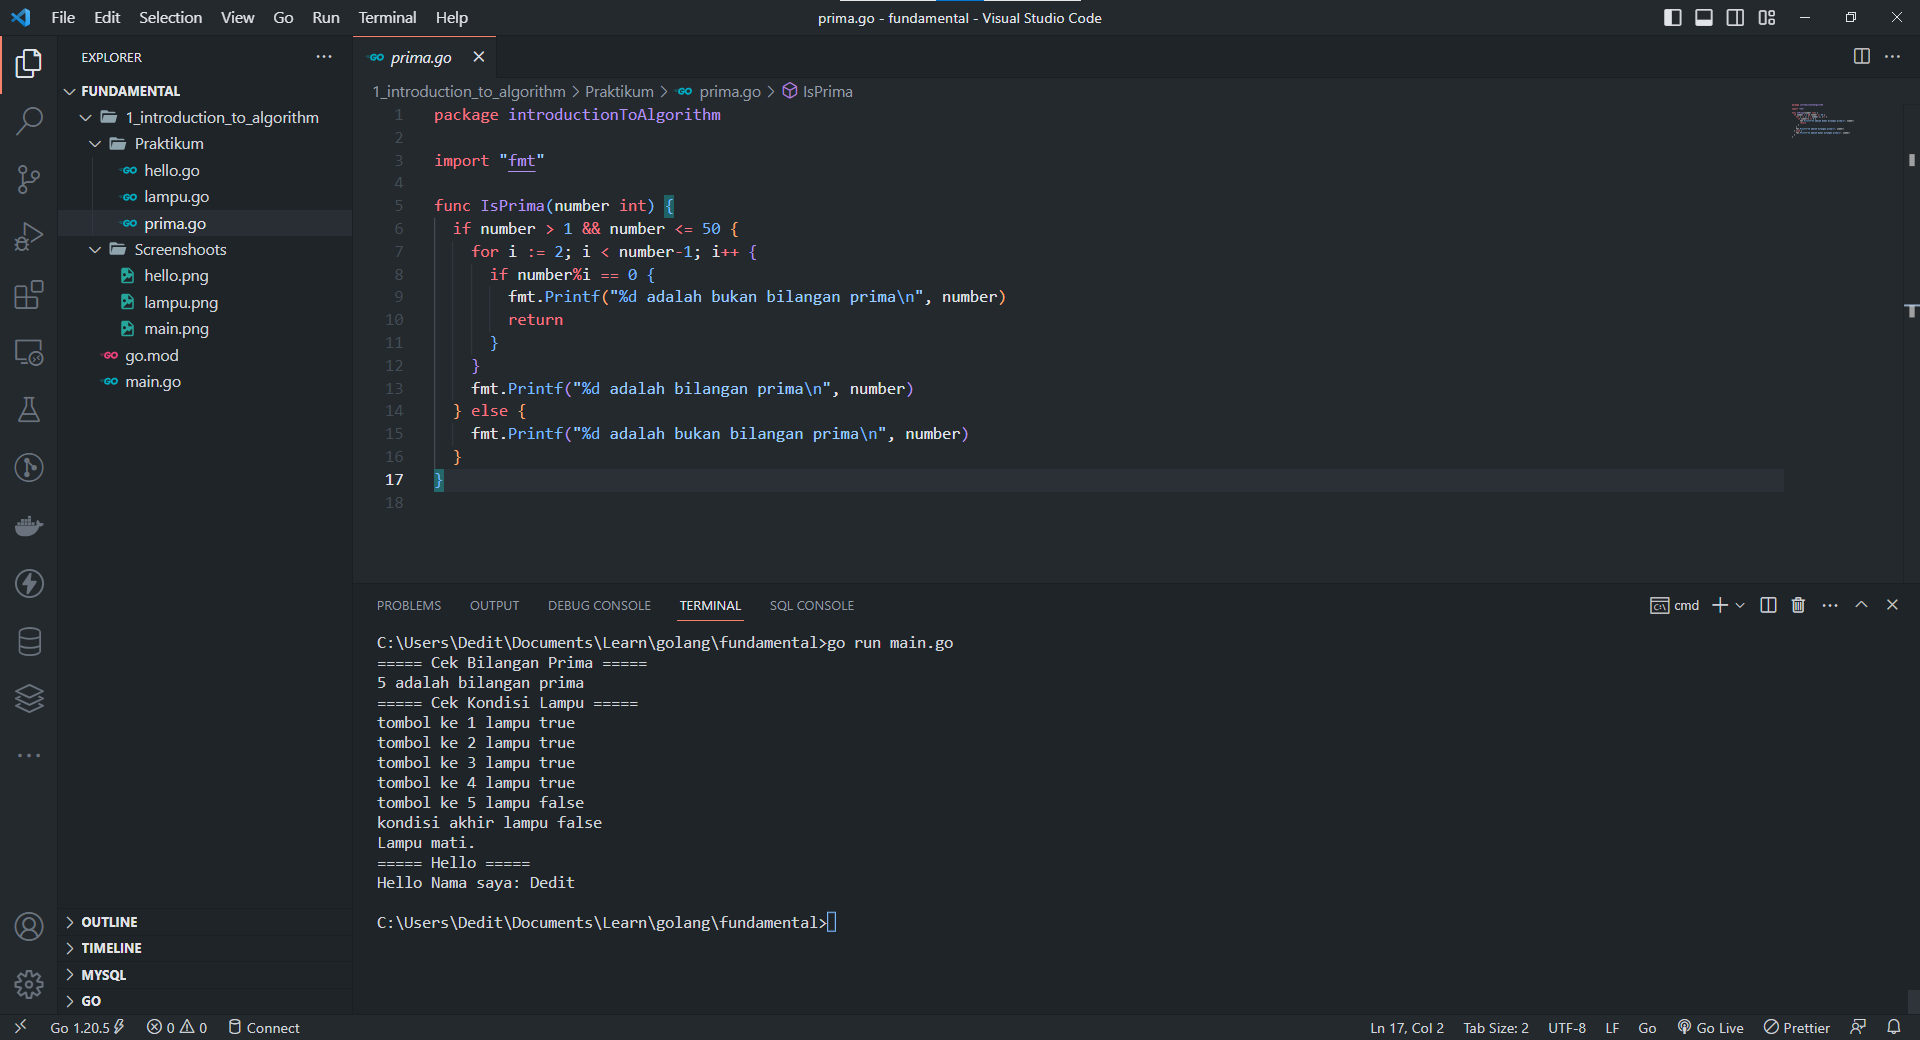 File Edit Selection View Go Run Terminal Help
prima.go - fundamental - Visual Studio Code
EXPLORER
FUNDAMENTAL
1_introduction_to_algorithm
Praktikum
hello.go
lampu.go
prima.go
Screenshoots
hello.png
lampu.png
main.png
go.mod
main.go
OUTLINE
TIMELINE
MYSQL
GO
prima.go
1_introduction_to_algorithm > Praktikum > prima.go > IsPrima
1 package introductionToAlgorithm
2
3 import "fmt"
4
5 func IsPrima(number int) {
6 if number > 1 && number <= 50 {
7 for i := 2; i < number-1; i++ {
8 if number%i == 0 {
9 fmt.Printf("%d adalah bukan bilangan prima\n", number)
10 return
11 }
12 }
13 fmt.Printf("%d adalah bilangan prima\n", number)
14 } else {
15 fmt.Printf("%d adalah bukan bilangan prima\n", number)
16 }
17 }
18
PROBLEMS OUTPUT DEBUG CONSOLE TERMINAL SQL CONSOLE
cmd
C:\Users\Dedit\Documents\Learn\golang\fundamental>go run main.go
===== Cek Bilangan Prima =====
5 adalah bilangan prima
===== Cek Kondisi Lampu =====
tombol ke 1 lampu true
tombol ke 2 lampu true
tombol ke 3 lampu true
tombol ke 4 lampu true
tombol ke 5 lampu false
kondisi akhir lampu false
Lampu mati.
===== Hello =====
Hello Nama saya: Dedit
C:\Users\Dedit\Documents\Learn\golang\fundamental>
Go 1.20.5 0 0 Connect
Ln 17, Col 2 Tab Size: 2 UTF-8 LF Go Go Live Prettier